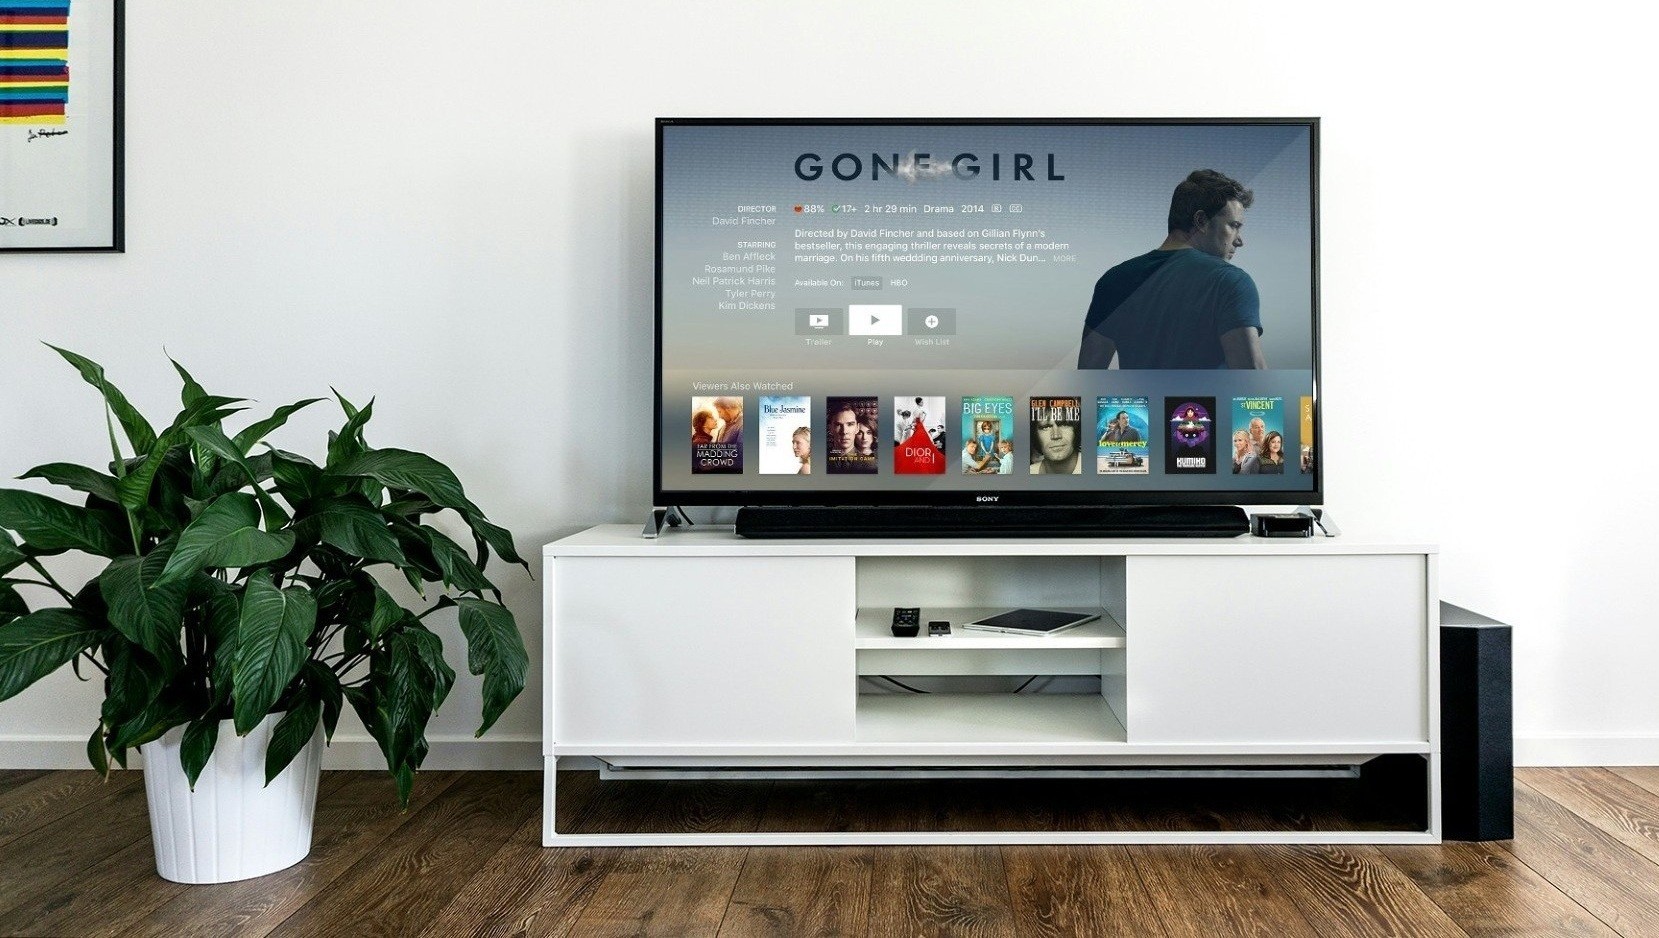 GONE GIRL
DIRECTOR
David Fincher
STARRING
Ben Affleck
Rosamund Pike
Neil Patrick Harris
Tyler Perry
Kim Dickens
88% 17+ 2 hr 29 min Drama 2014 CC
Directed by David Fincher and based on Gillian Flynn's
bestseller, this engaging thriller reveals secrets of a modern
marriage. On his fifth weddding anniversary, Nick Dun... MORE
Available On: iTunes HBO
Trailer Play Wish List
Viewers Also Watched
FAR FROM THE
MADDING
CROWD
Blue Jasmine
IMITATION GAME
DIOR
AND I
BIG EYES
GLEN CAMPBELL
I'LL BE ME
love&mercy
KUMIKO
ST. VINCENT
SONY